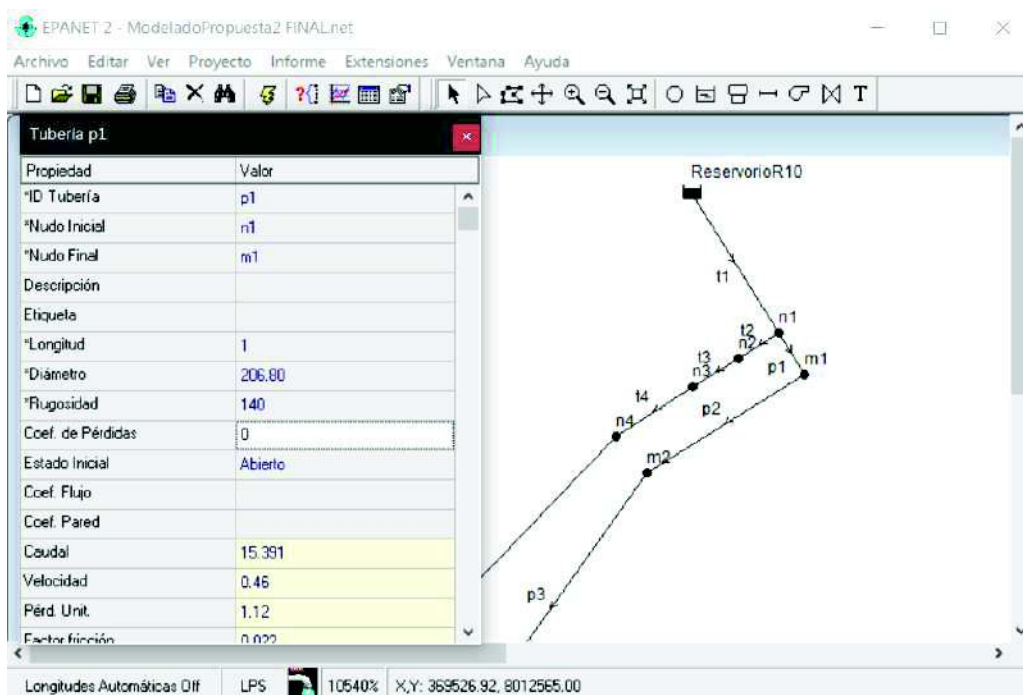 EPANET 2 - ModeladoPropuesta2 FINAL.net
Archivo Editar Ver Proyecto Informe Extensiones Ventana Ayuda
T
Tubería p1
Propiedad Valor
*ID Tubería p1
*Nudo Inicial n1
*Nudo Final m1
Descripción
Etiqueta
*Longitud 1
*Diámetro 206.80
*Rugosidad 140
Coef. de Pérdidas 0
Estado Inicial Abierto
Coef. Flujo
Coef. Pared
Caudal 15.391
Velocidad 0.46
Pérd. Unit. 1.12
Factor fricción 0.022
ReservorioR10
t1
n1
t2
n2
m1
t3
p1
n3
t4
p2
n4
m2
p3
Longitudes Automáticas Off LPS 10540% X,Y: 369526.92, 8012565.00